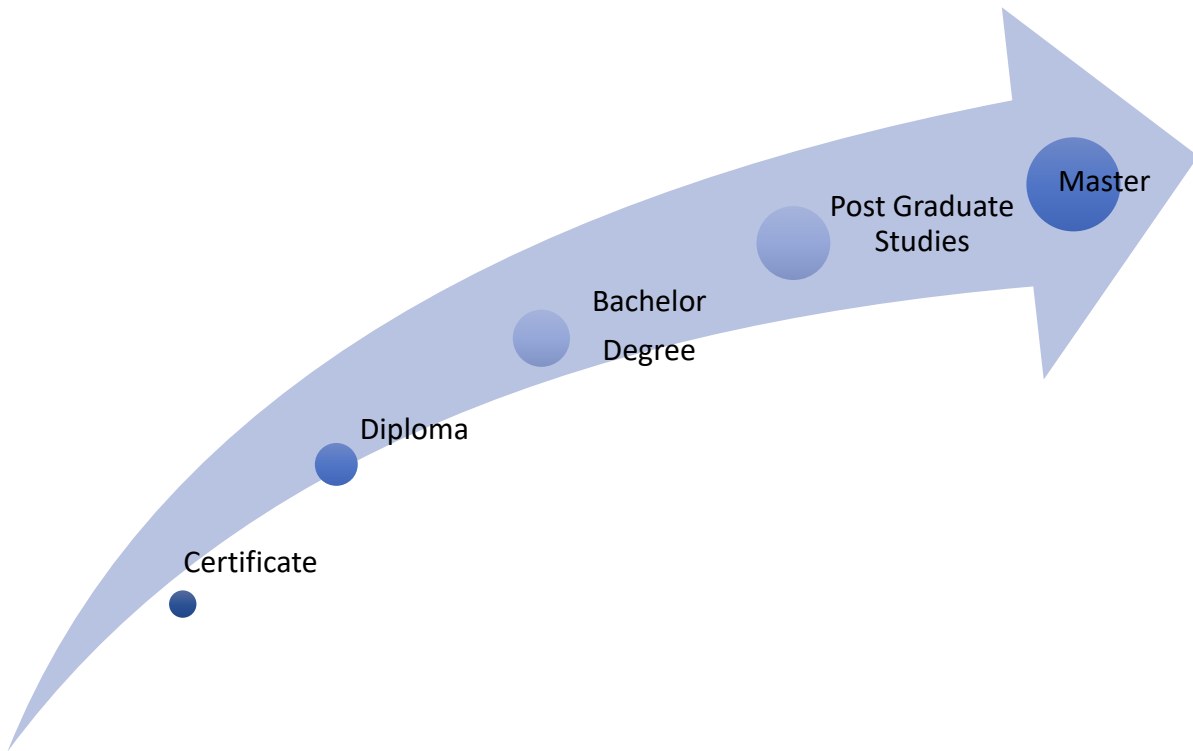 Master
Post Graduate
Studies
Bachelor
Degree
Diploma
Certificate